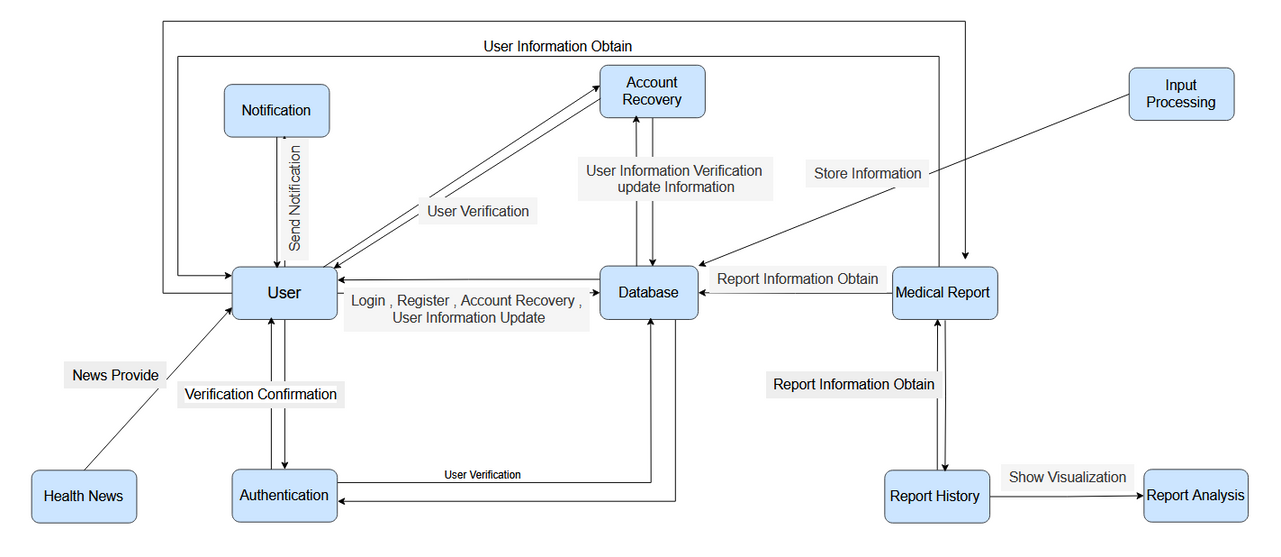 User Information Obtain
Account
Recovery
Input
Processing
Notification
Send Notification
User Information Verification
update Information
Store Information
User Verification
User
Database
Report Information Obtain
Medical Report
Login , Register , Account Recovery ,
User Information Update
News Provide
Verification Confirmation
Report Information Obtain
User Verification
Show Visualization
Health News
Authentication
Report History
Report Analysis